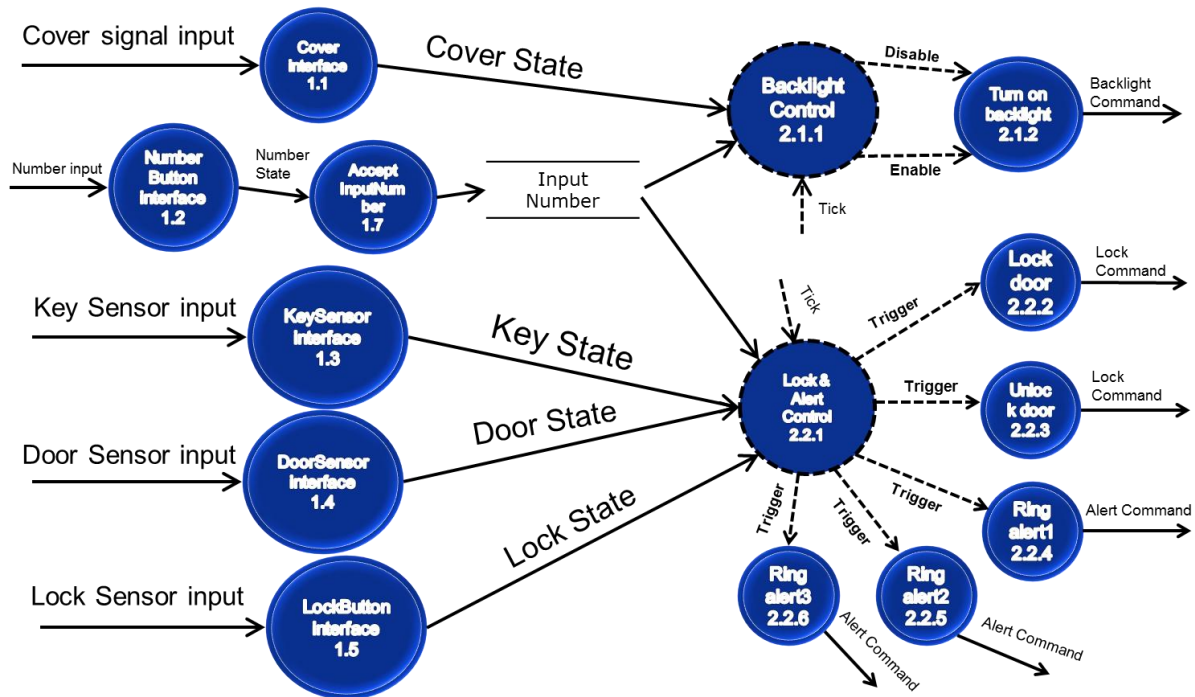 Cover signal input
Cover
Interface
1.1
Cover State
Backlight
Control
2.1.1
Disable
Enable
Turn on
backlight
2.1.2
Backlight
Command
Number input
Number
Button
Interface
1.2
Number
State
Accept
InputNum
ber
1.7
Input
Number
Tick
Key Sensor input
KeySensor
Interface
1.3
Key State
Tick
Lock &
Alert
Control
2.2.1
Trigger
Lock
door
2.2.2
Lock
Command
Trigger
Unloc
k door
2.2.3
Lock
Command
Door Sensor input
DoorSensor
Interface
1.4
Door State
Trigger
Ring
alert1
2.2.4
Alert Command
Lock Sensor input
LockButton
Interface
1.5
Lock State
Trigger
Ring
alert3
2.2.6
Alert Command
Trigger
Ring
alert2
2.2.5
Alert Command